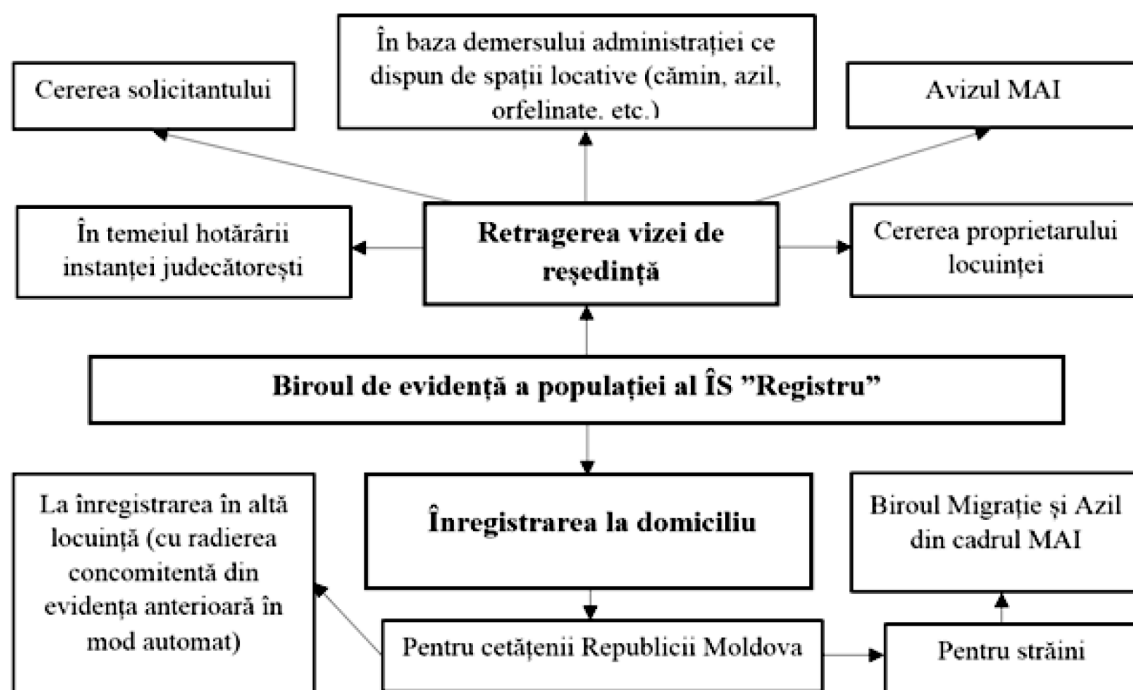 În baza demersului administrației ce
dispun de spații locative (cămin, azil,
orfelinate, etc.)
Cererea solicitantului
Avizul MAI
În temeiul hotărârii
instanței judecătorești
Retragerea vizei de
reședință
Cererea proprietarului
locuinței
Biroul de evidență a populației al ÎS ”Registru”
La înregistrarea în altă
locuință (cu radierea
concomitentă din
evidența anterioară în
mod automat)
Înregistrarea la domiciliu
Biroul Migrație și Azil
din cadrul MAI
Pentru cetățenii Republicii Moldova
Pentru străini